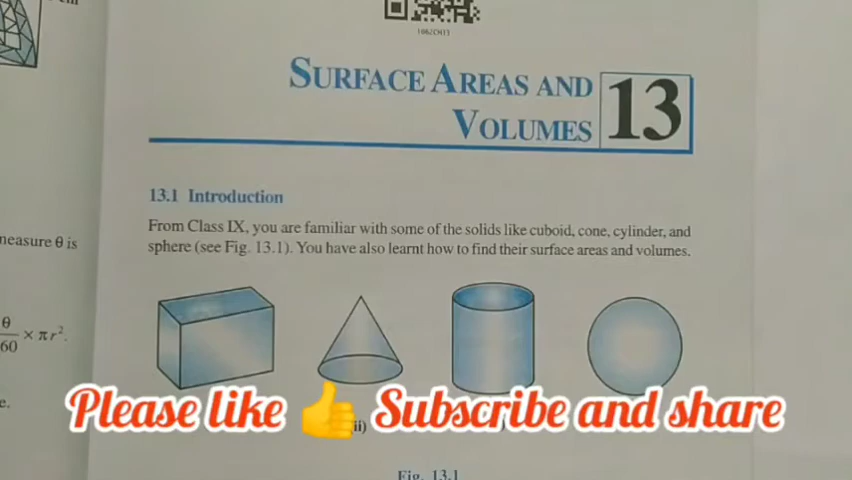 SURFACE AREAS AND
VOLUMES
13
13.1 Introduction
From Class IX, you are familiar with some of the solids like cuboid, cone, cylinder, and
sphere (see Fig. 13.1). You have also learnt how to find their surface areas and volumes.
neasure θ is
θ
60
× πr².
e.
Please like 👍 Subscribe and share
ii)
Fig. 13.1